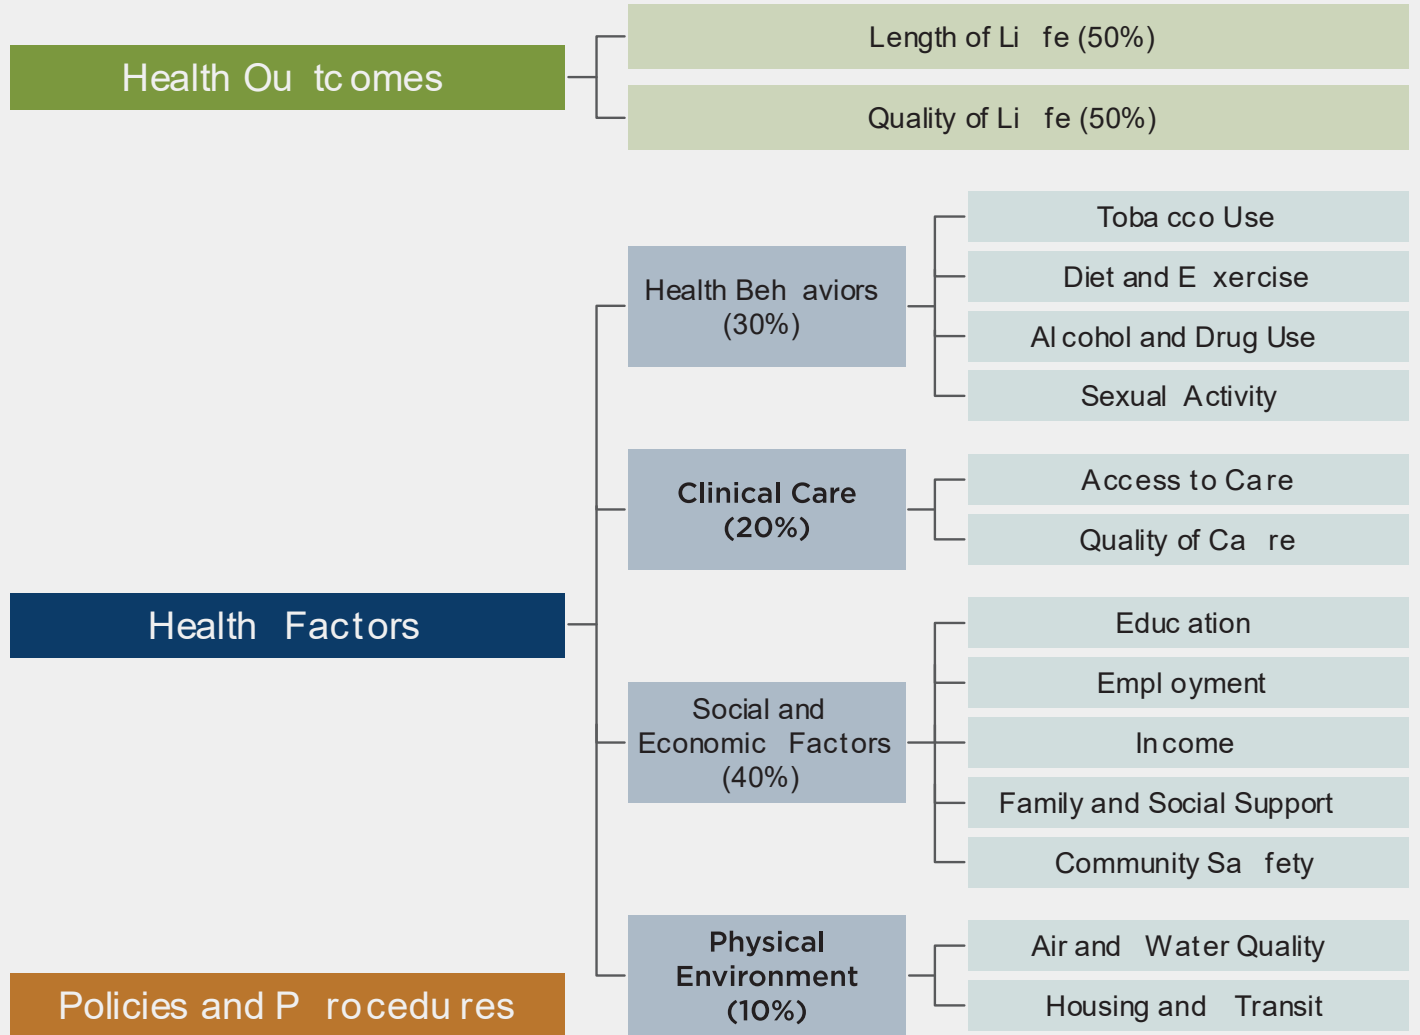 Health Outcomes
Length of Life (50%)
Quality of Life (50%)
Health Factors
Health Behaviors
(30%)
Tobacco Use
Diet and Exercise
Alcohol and Drug Use
Sexual Activity
Clinical Care
(20%)
Access to Care
Quality of Care
Social and
Economic Factors
(40%)
Education
Employment
Income
Family and Social Support
Community Safety
Physical
Environment
(10%)
Air and Water Quality
Housing and Transit
Policies and Procedures